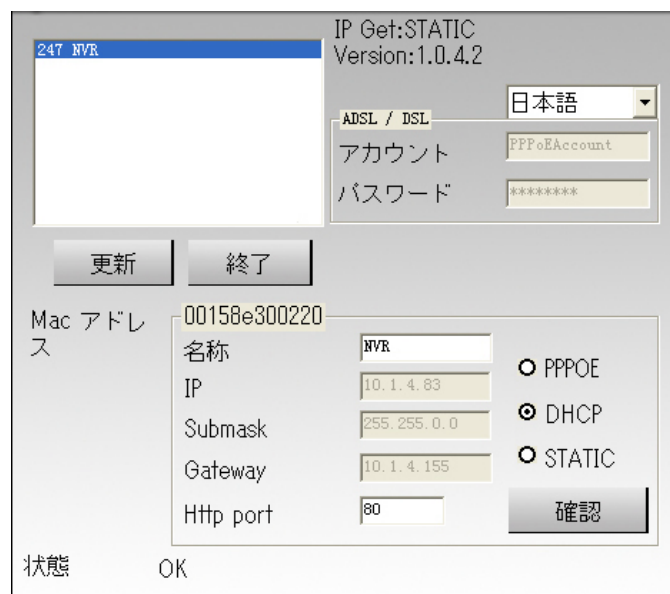 247 NVR
IP Get:STATIC
Version:1.0.4.2
日本語
ADSL / DSL
アカウント
PPPoEAccount
パスワード
********
更新
終了
Mac アドレ
ス
00158e300220
名称
NVR
IP
10.1.4.83
Submask
255.255.0.0
Gateway
10.1.4.155
Http port
80
PPPOE
DHCP
STATIC
確認
状態
OK